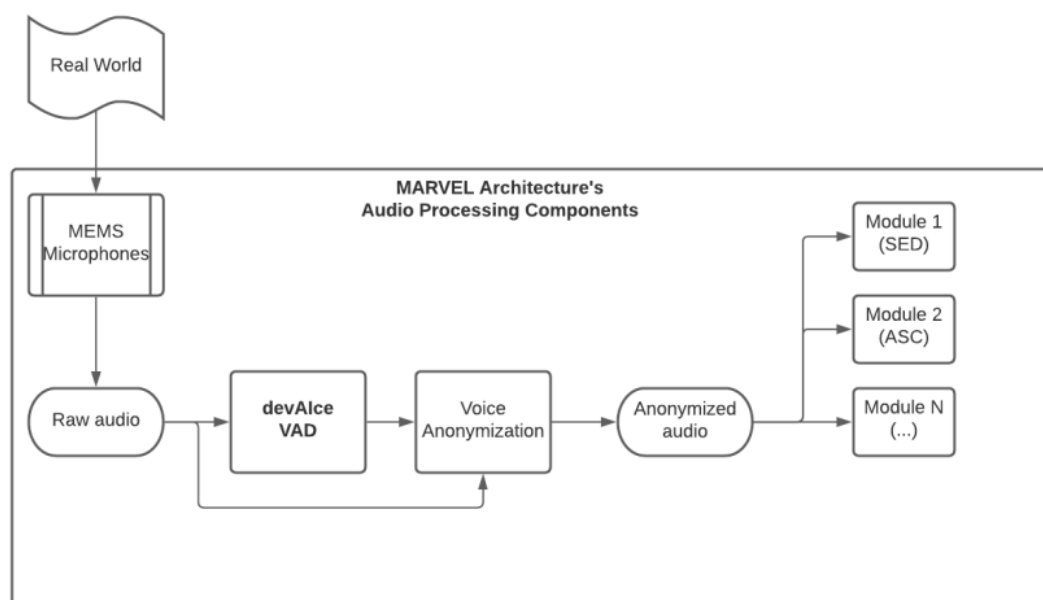 Real World
MARVEL Architecture's
Audio Processing Components
MEMS
Microphones
Module 1
(SED)
Module 2
(ASC)
Raw audio
devAIce
VAD
Voice
Anonymization
Anonymized
audio
Module N
(...)